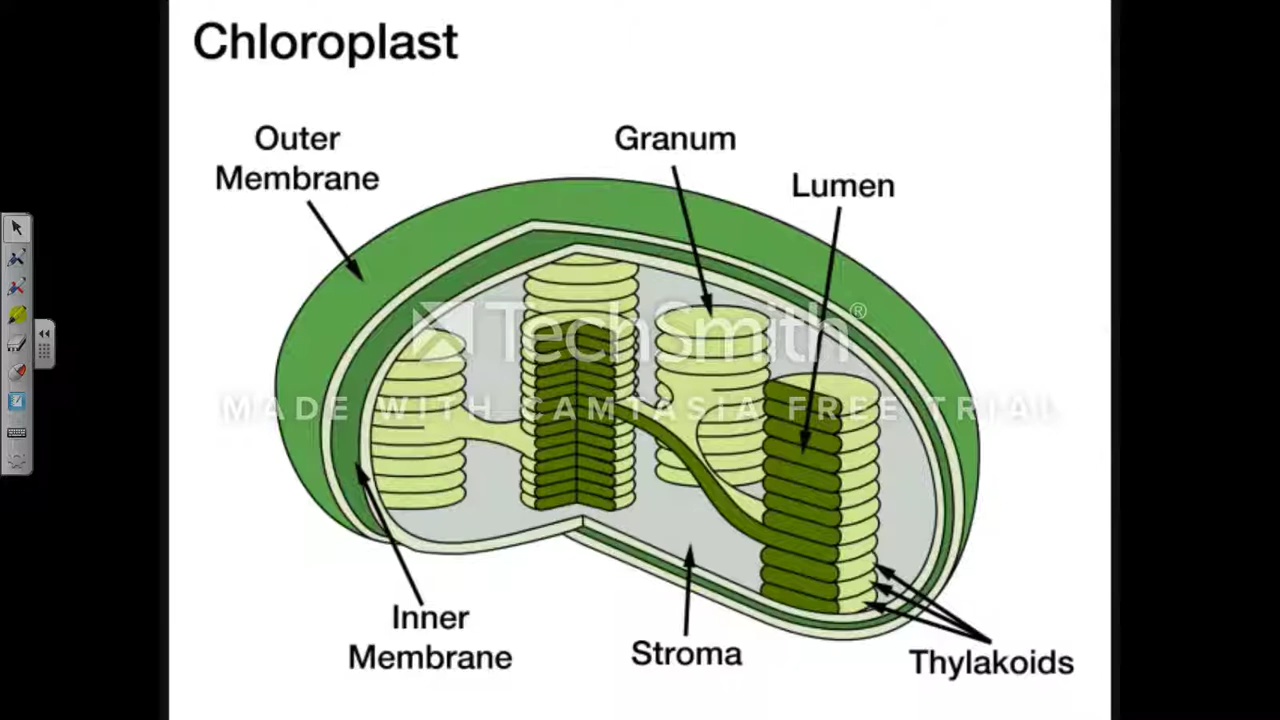 Chloroplast
Outer
Membrane
Granum
Lumen
TechSmith®
MADE WITH CAMTASIA FREE TRIAL
Inner
Membrane
Stroma
Thylakoids